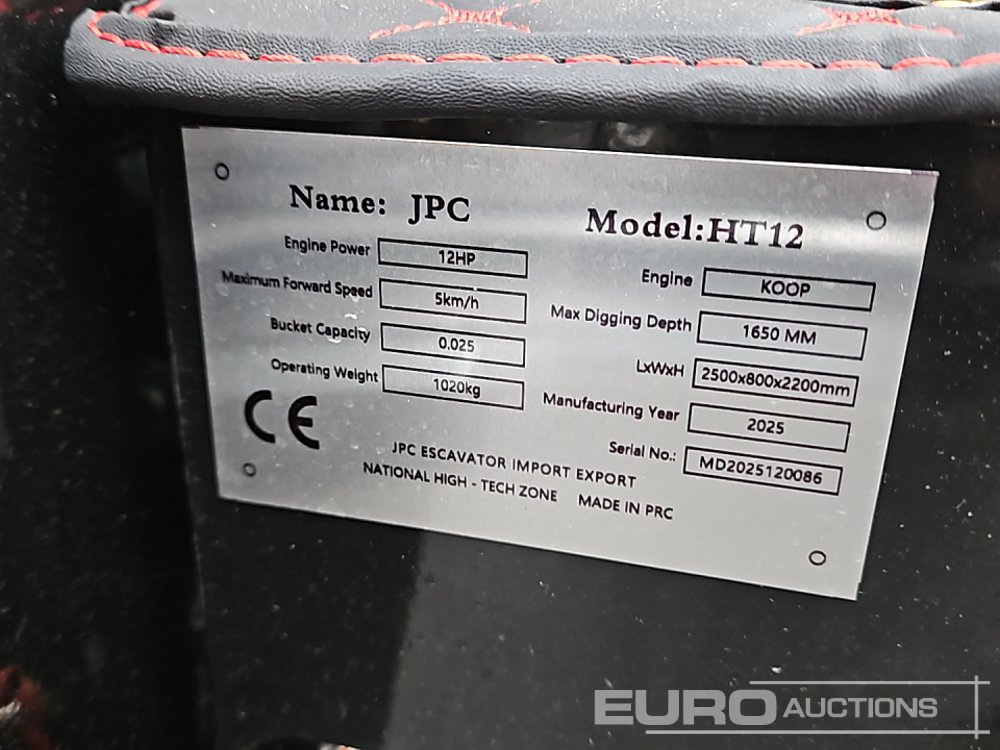 Name: JPC
Model:HT12
Engine Power 12HP
Maximum Forward Speed 5km/h
Bucket Capacity 0.025
Operating Weight 1020kg
Engine KOOP
Max Digging Depth 1650 MM
LxWxH 2500x800x2200mm
Manufacturing Year 2025
Serial No.: MD2025120086
CE
JPC ESCAVATOR IMPORT EXPORT
NATIONAL HIGH - TECH ZONE MADE IN PRC
EURO AUCTIONS